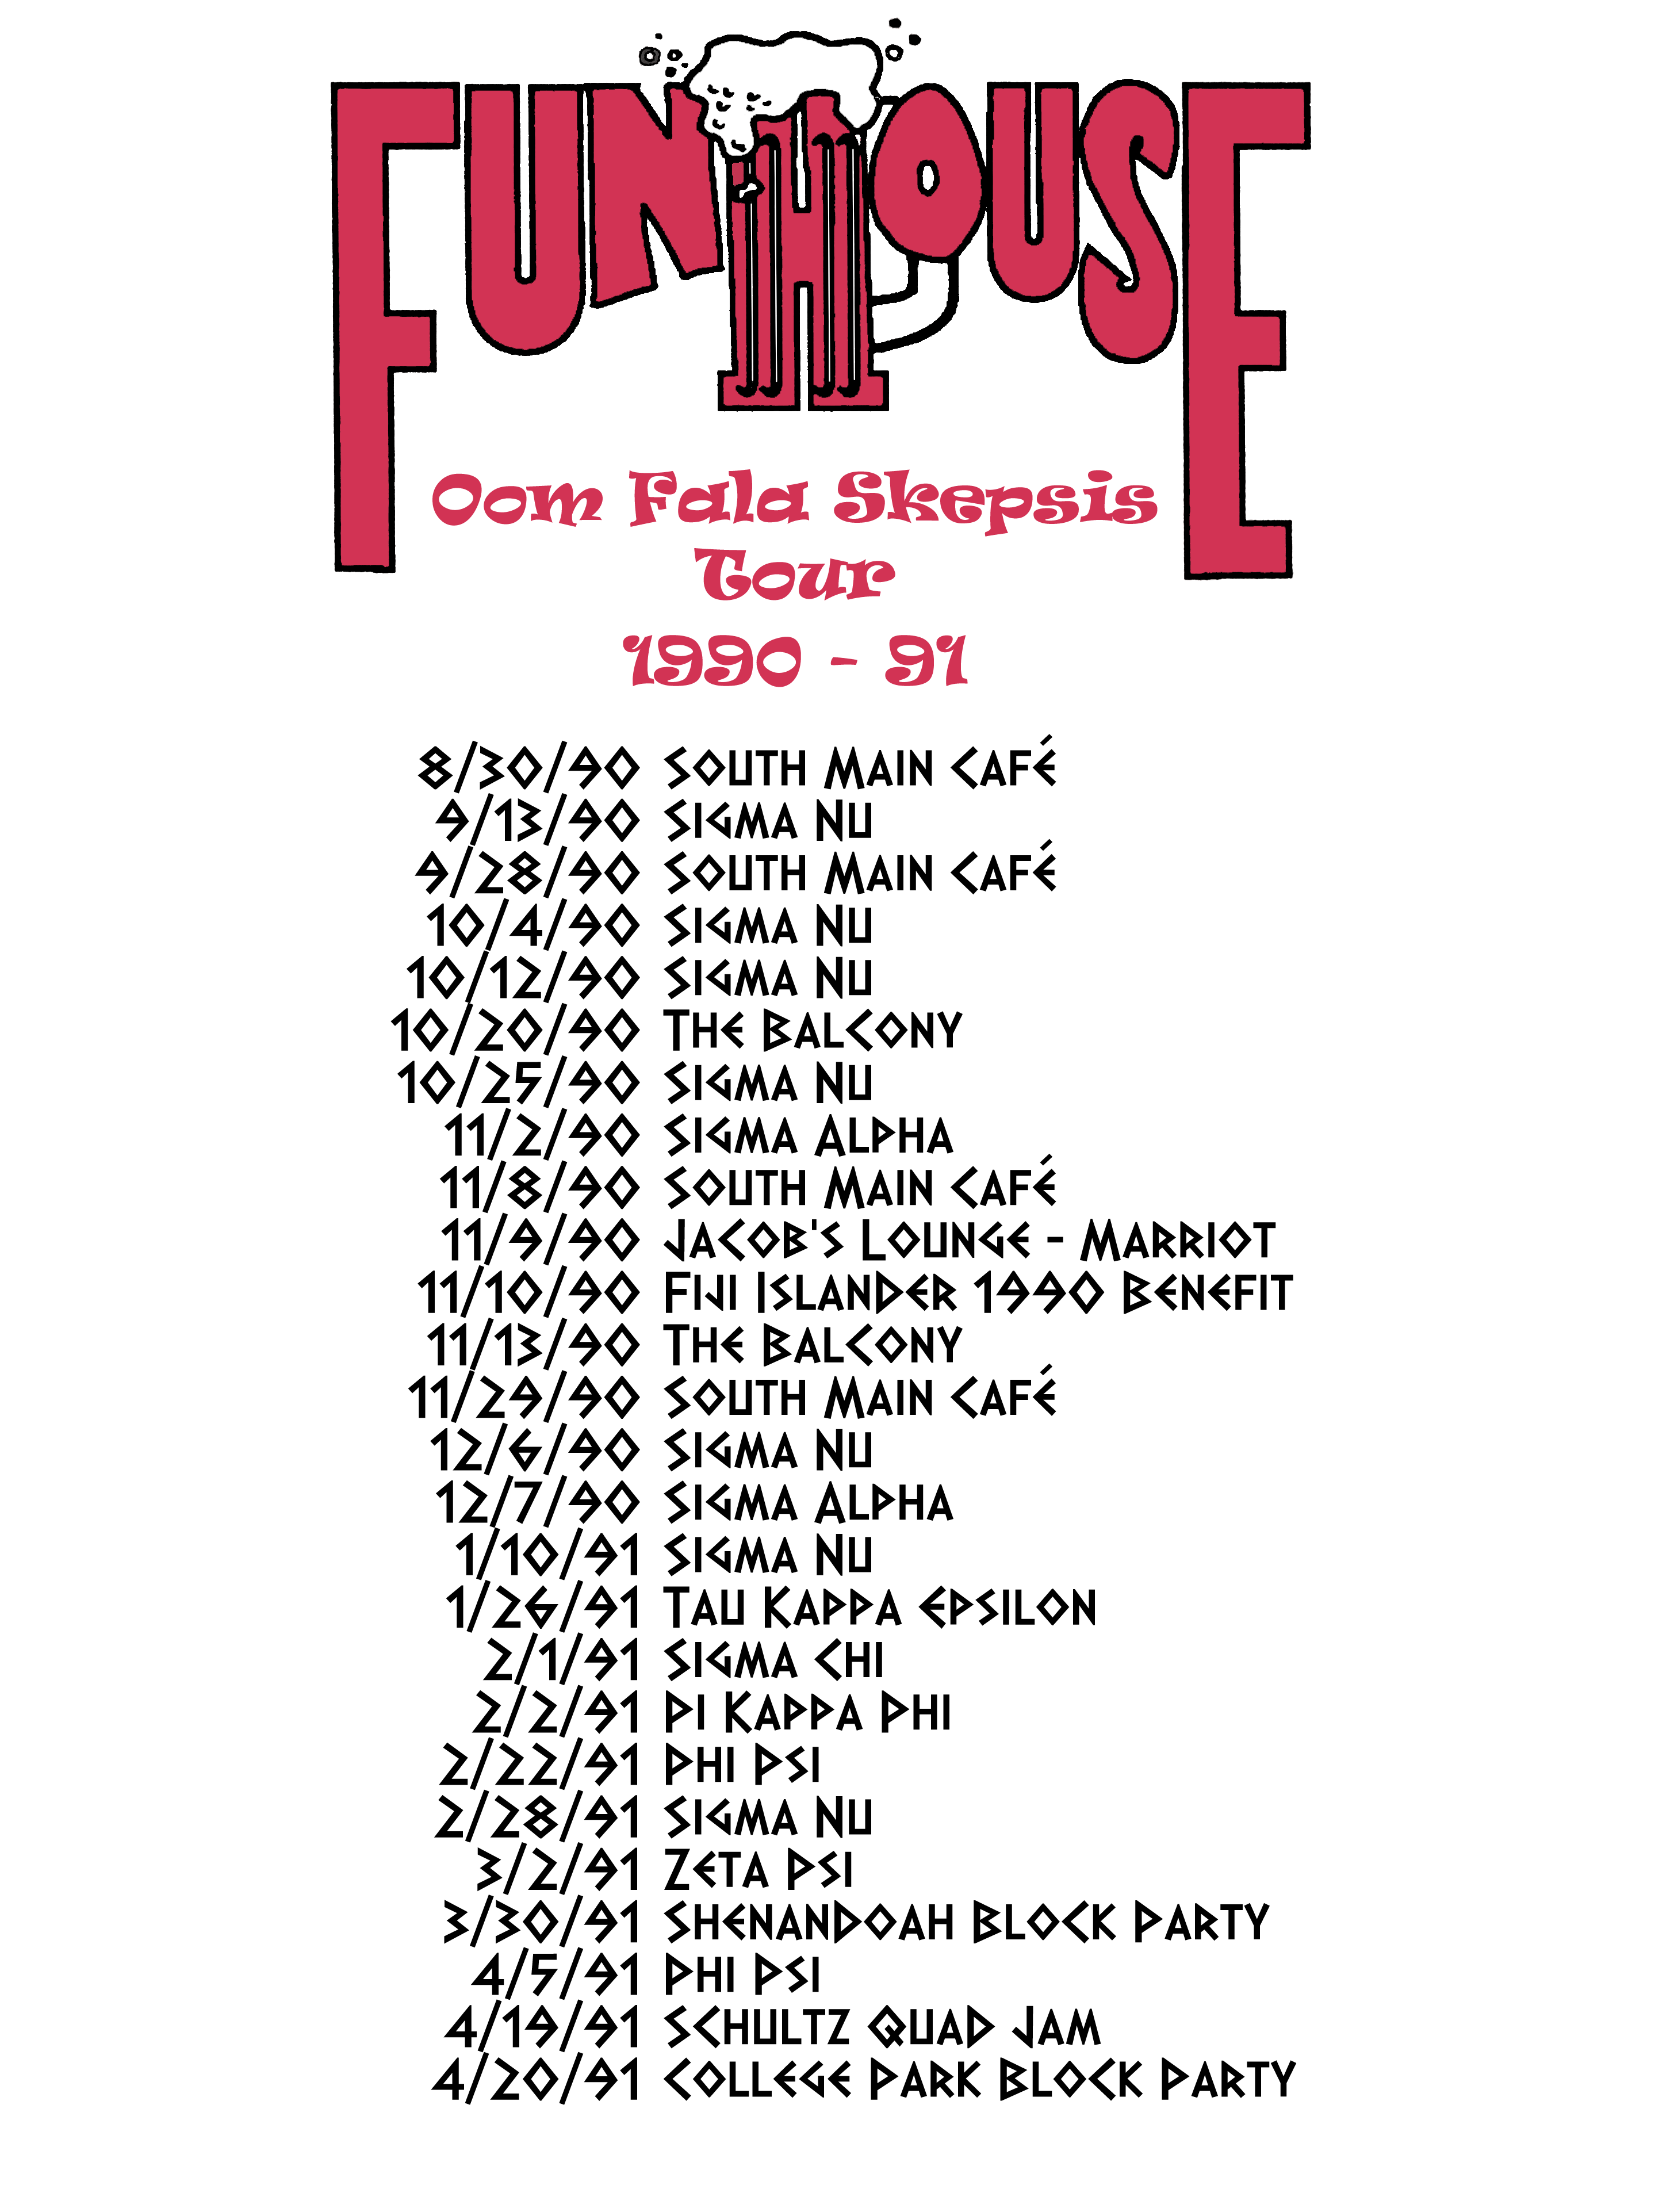 FUNHOUSE
Oom Fala Skepsis
Tour
1990 - 91
8/30/90 South Main Café
9/13/90 Sigma Nu
9/28/90 South Main Café
10/4/90 Sigma Nu
10/12/90 Sigma Nu
10/20/90 The Balcony
10/25/90 Sigma Nu
11/2/90 Sigma Alpha
11/8/90 South Main Café
11/9/90 Jacob's Lounge - Marriot
11/10/90 Fiji Islander 1990 Benefit
11/13/90 The Balcony
11/29/90 South Main Café
12/6/90 Sigma Nu
12/7/90 Sigma Alpha
1/10/91 Sigma Nu
1/26/91 Tau Kappa Epsilon
2/1/91 Sigma Chi
2/2/91 Pi Kappa Phi
2/22/91 Phi Psi
2/28/91 Sigma Nu
3/2/91 Zeta Psi
3/30/91 Shenandoah Block Party
4/5/91 Phi Psi
4/19/91 Schultz Quad Jam
4/20/91 College Park Block Party